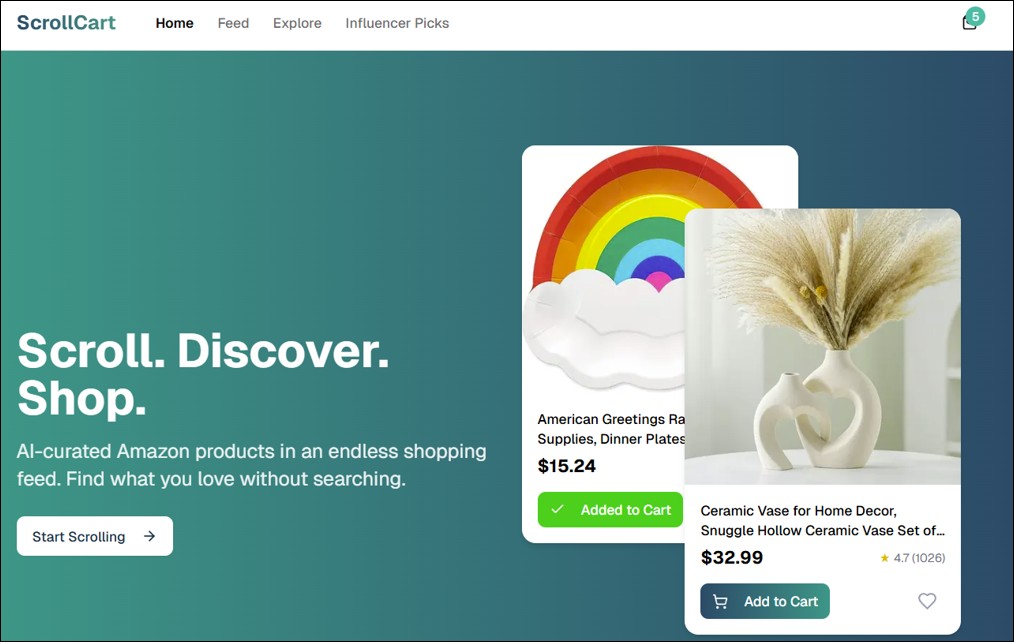 ScrollCart
Home
Feed
Explore
Influencer Picks
5
Scroll. Discover.
Shop.
AI-curated Amazon products in an endless shopping
feed. Find what you love without searching.
Start Scrolling
American Greetings Ra
Supplies, Dinner Plates
$15.24
Added to Cart
Ceramic Vase for Home Decor,
Snuggle Hollow Ceramic Vase Set of...
$32.99
★ 4.7 (1026)
Add to Cart